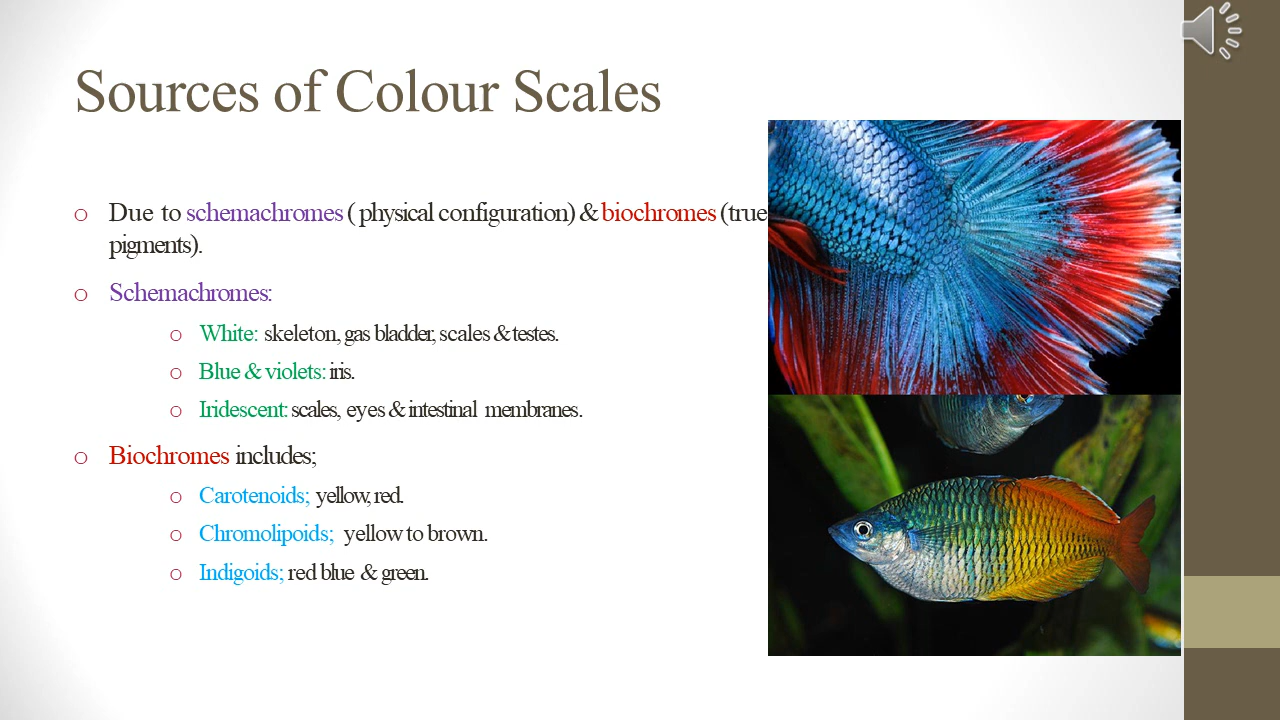 Sources of Colour Scales
o Due to schemachromes ( physical configuration) & biochromes (true
pigments).
o Schemachromes:
o White: skeleton, gas bladder, scales & testes.
o Blue & violets: iris.
o Iridescent: scales, eyes & intestinal membranes.
o Biochromes includes;
o Carotenoids; yellow, red.
o Chromolipoids; yellow to brown.
o Indigoids; red blue & green.